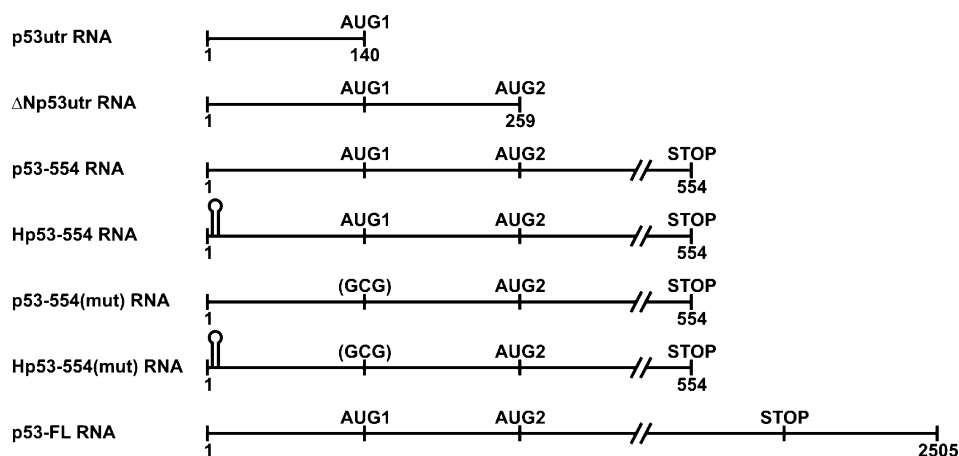 p53utr RNA AUG1
1 140
ΔNp53utr RNA AUG1 AUG2
1 259
p53-554 RNA AUG1 AUG2 STOP
1 554
Hp53-554 RNA AUG1 AUG2 STOP
1 554
p53-554(mut) RNA (GCG) AUG2 STOP
1 554
Hp53-554(mut) RNA (GCG) AUG2 STOP
1 554
p53-FL RNA AUG1 AUG2 STOP
1 2505